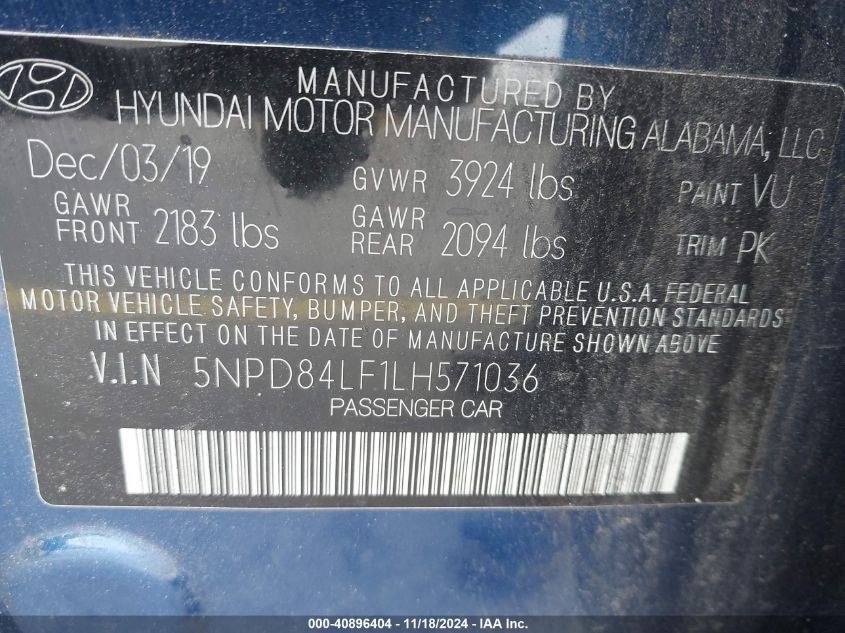 MANUFACTURED BY
HYUNDAI MOTOR MANUFACTURING ALABAMA, LLC
Dec/03/19 GVWR 3924 lbs PAINT VU
GAWR FRONT 2183 lbs GAWR REAR 2094 lbs TRIM PK
THIS VEHICLE CONFORMS TO ALL APPLICABLE U.S.A. FEDERAL
MOTOR VEHICLE SAFETY, BUMPER, AND THEFT PREVENTION STANDARDS
IN EFFECT ON THE DATE OF MANUFACTURE SHOWN ABOVE
V.I.N 5NPD84LF1LH571036
PASSENGER CAR
000-40896404 - 11/18/2024 - IAA Inc.